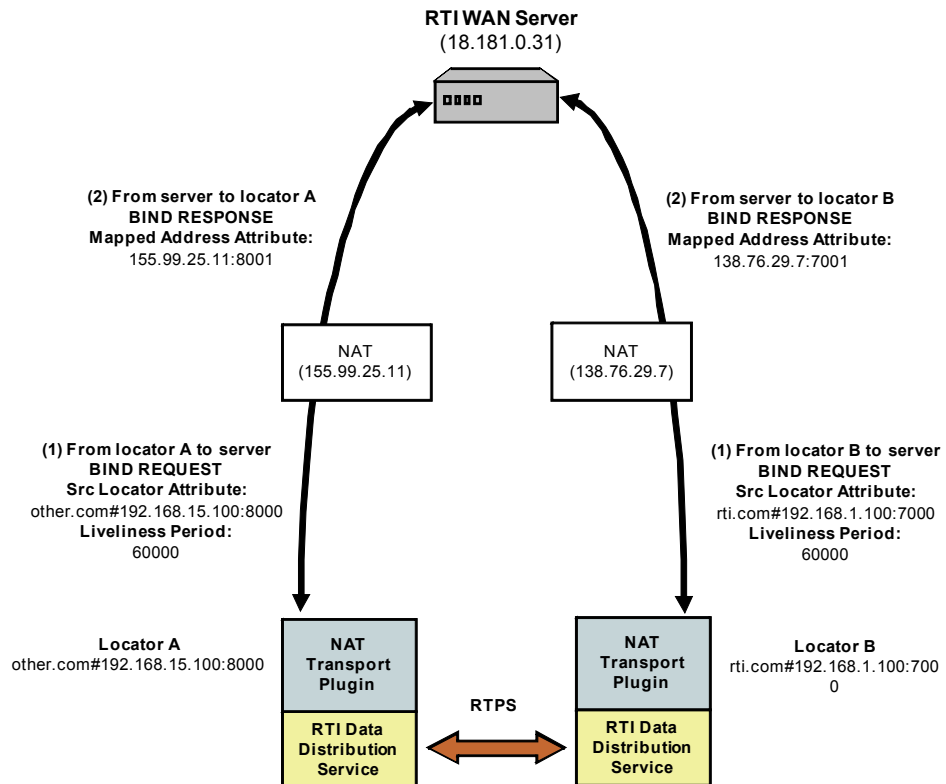 RTI WAN Server
(18.181.0.31)
(2) From server to locator A
BIND RESPONSE
Mapped Address Attribute:
155.99.25.11:8001
(2) From server to locator B
BIND RESPONSE
Mapped Address Attribute:
138.76.29.7:7001
NAT
(155.99.25.11)
NAT
(138.76.29.7)
(1) From locator A to server
BIND REQUEST
Src Locator Attribute:
other.com#192.168.15.100:8000
Liveliness Period:
60000
(1) From locator B to server
BIND REQUEST
Src Locator Attribute:
rti.com#192.168.1.100:7000
Liveliness Period:
60000
Locator A
other.com#192.168.15.100:8000
NAT
Transport
Plugin
RTI Data
Distribution
Service
RTPS
NAT
Transport
Plugin
RTI Data
Distribution
Service
Locator B
rti.com#192.168.1.100:700
0